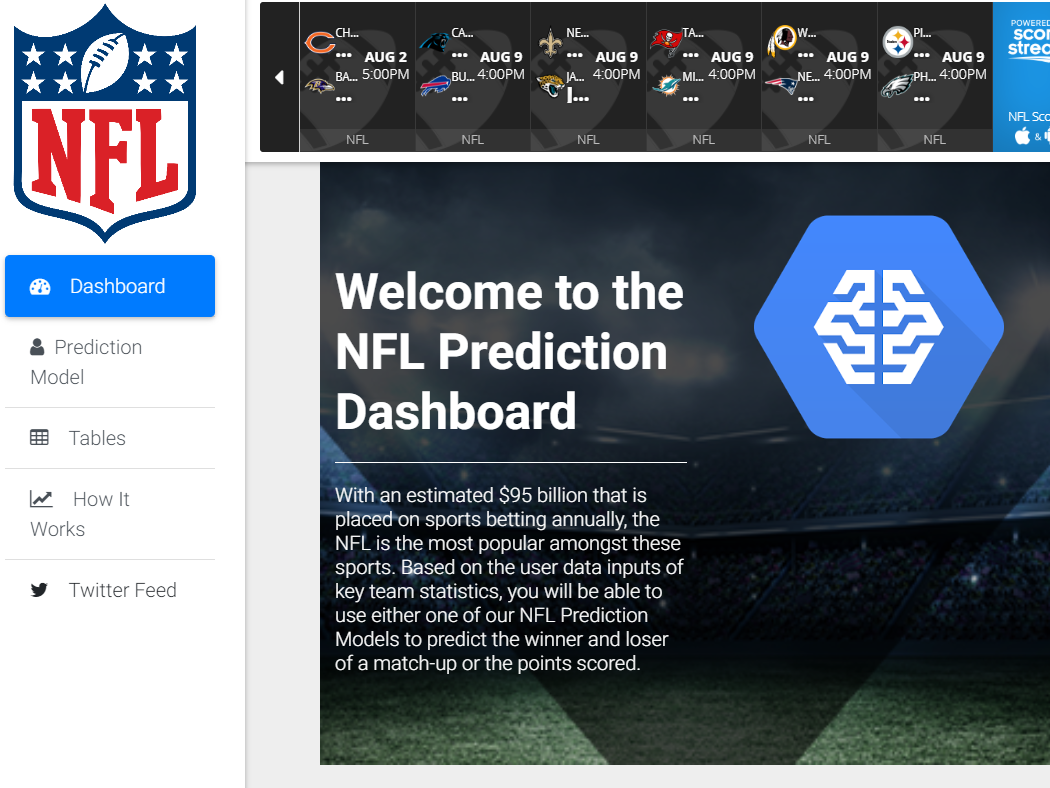 NFL
CH... AUG 2
... 5:00PM
BA...
...
NFL
CA... AUG 9
... 4:00PM
BU...
...
NFL
NE... AUG 9
... 4:00PM
JA...
...
NFL
TA... AUG 9
... 4:00PM
MI...
...
NFL
W... AUG 9
... 4:00PM
NE...
...
NFL
PI... AUG 9
... 4:00PM
PH...
...
NFL
POWERED
scor
strea
NFL Sco
&
Dashboard
Prediction
Model
Tables
How It
Works
Twitter Feed
Welcome to the
NFL Prediction
Dashboard
With an estimated $95 billion that is
placed on sports betting annually, the
NFL is the most popular amongst these
sports. Based on the user data inputs of
key team statistics, you will be able to
use either one of our NFL Prediction
Models to predict the winner and loser
of a match-up or the points scored.